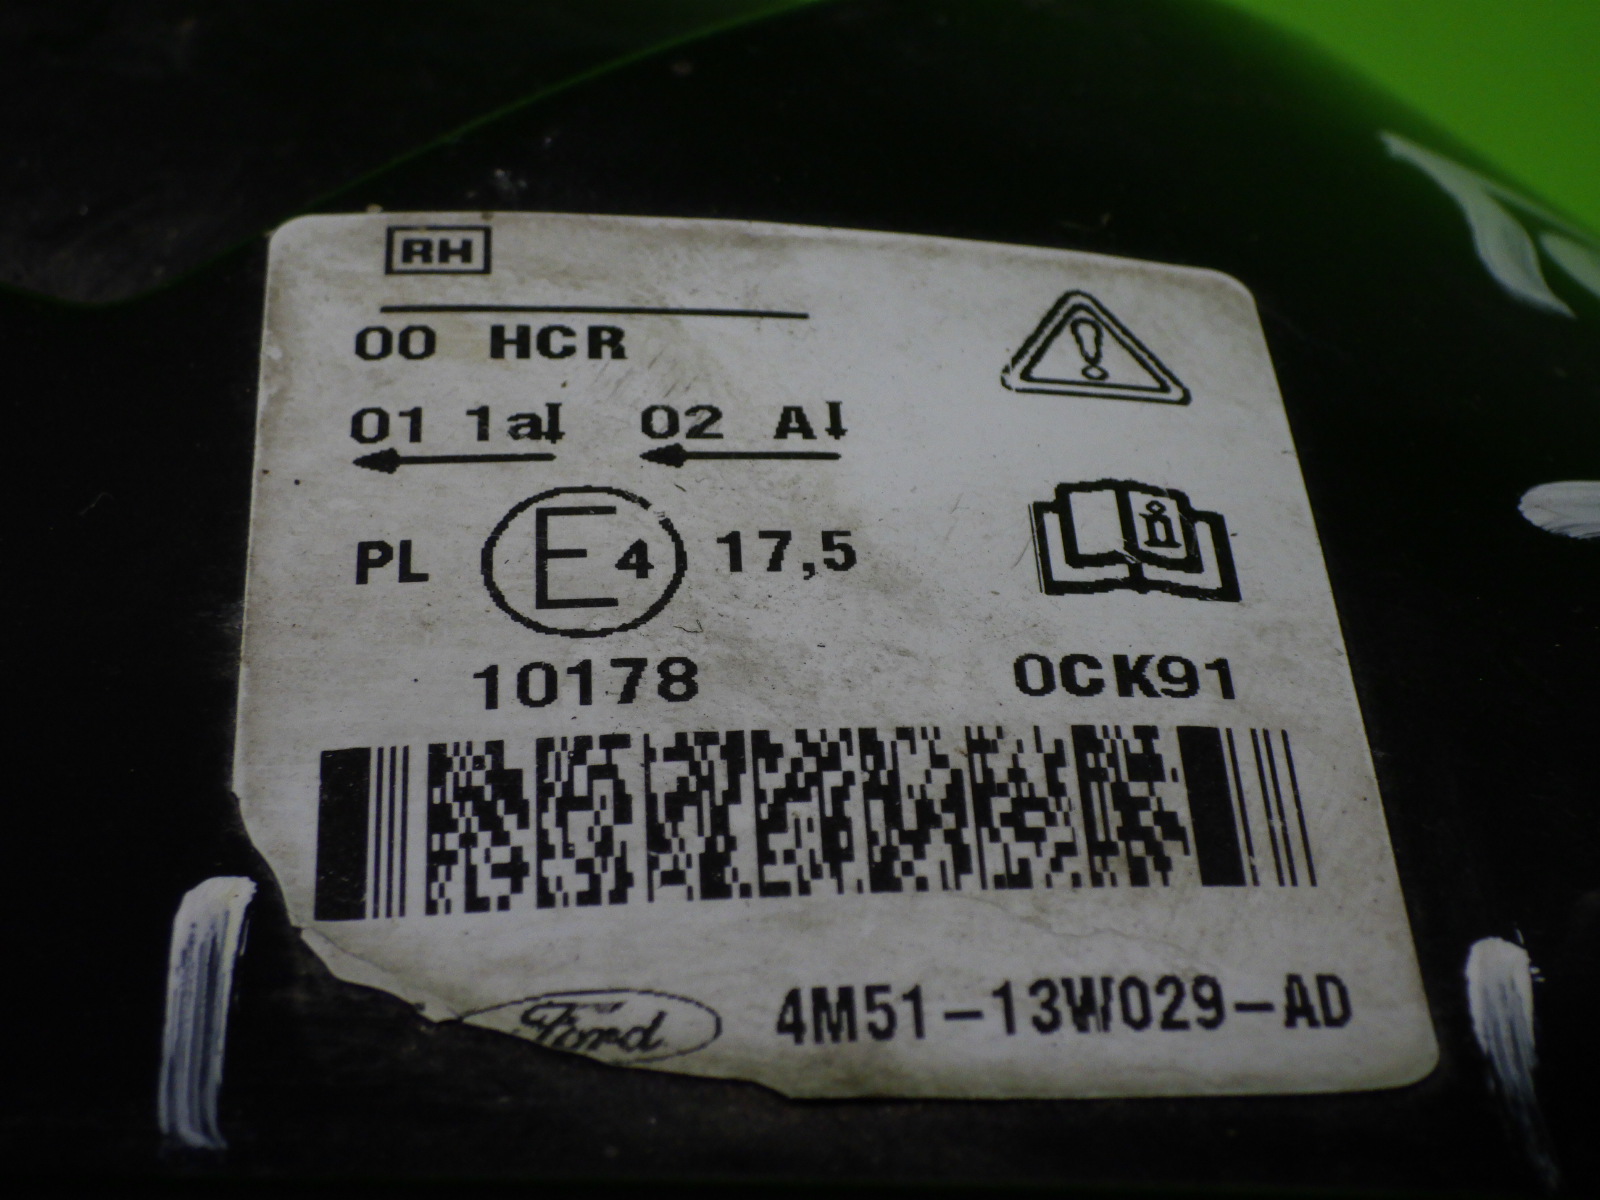 RH
00 HCR
01 1a 02 A
PL E4 17,5
10178 0CK91
Ford 4M51-13W029-AD